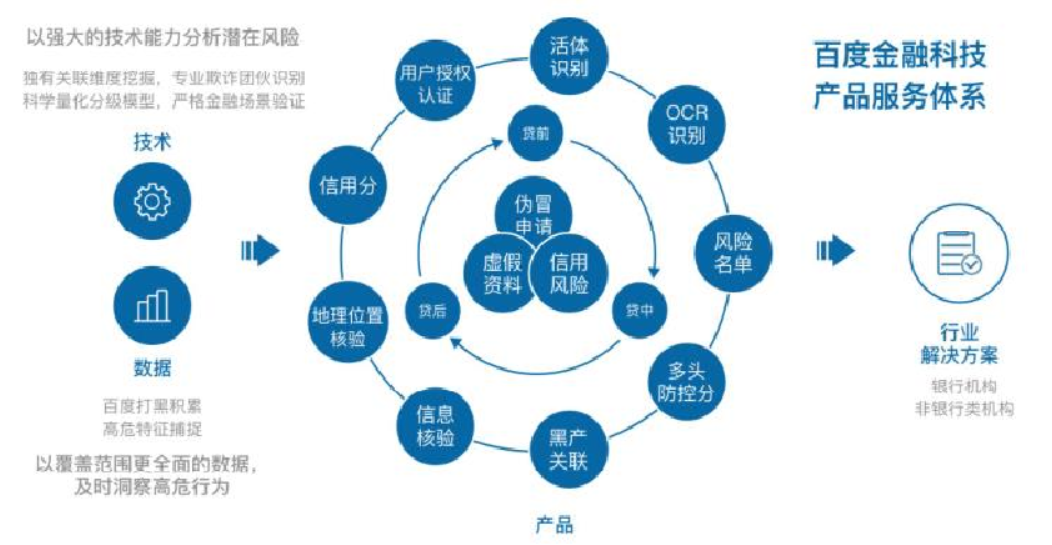 以强大的技术能力分析潜在风险
独有关联维度挖掘，专业欺诈团伙识别
科学量化分级模型，严格金融场景验证
技术
数据
百度打黑积累
高危特征捕捉
以覆盖范围更全面的数据，
及时洞察高危行为
活体
识别
OCR
识别
风险
名单
多头
防控分
黑产
关联
信息
核验
地理位置
核验
信用分
用户授权
认证
贷前
贷中
贷后
伪冒
申请
虚假
资料
信用
风险
产品
百度金融科技
产品服务体系
行业
解决方案
银行机构
非银行类机构